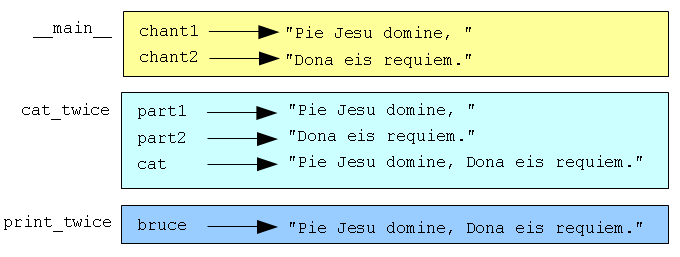 __main__ chant1 "Pie Jesu domine, "
chant2 "Dona eis requiem."
cat_twice part1 "Pie Jesu domine, "
part2 "Dona eis requiem."
cat "Pie Jesu domine, Dona eis requiem."
print_twice bruce "Pie Jesu domine, Dona eis requiem."